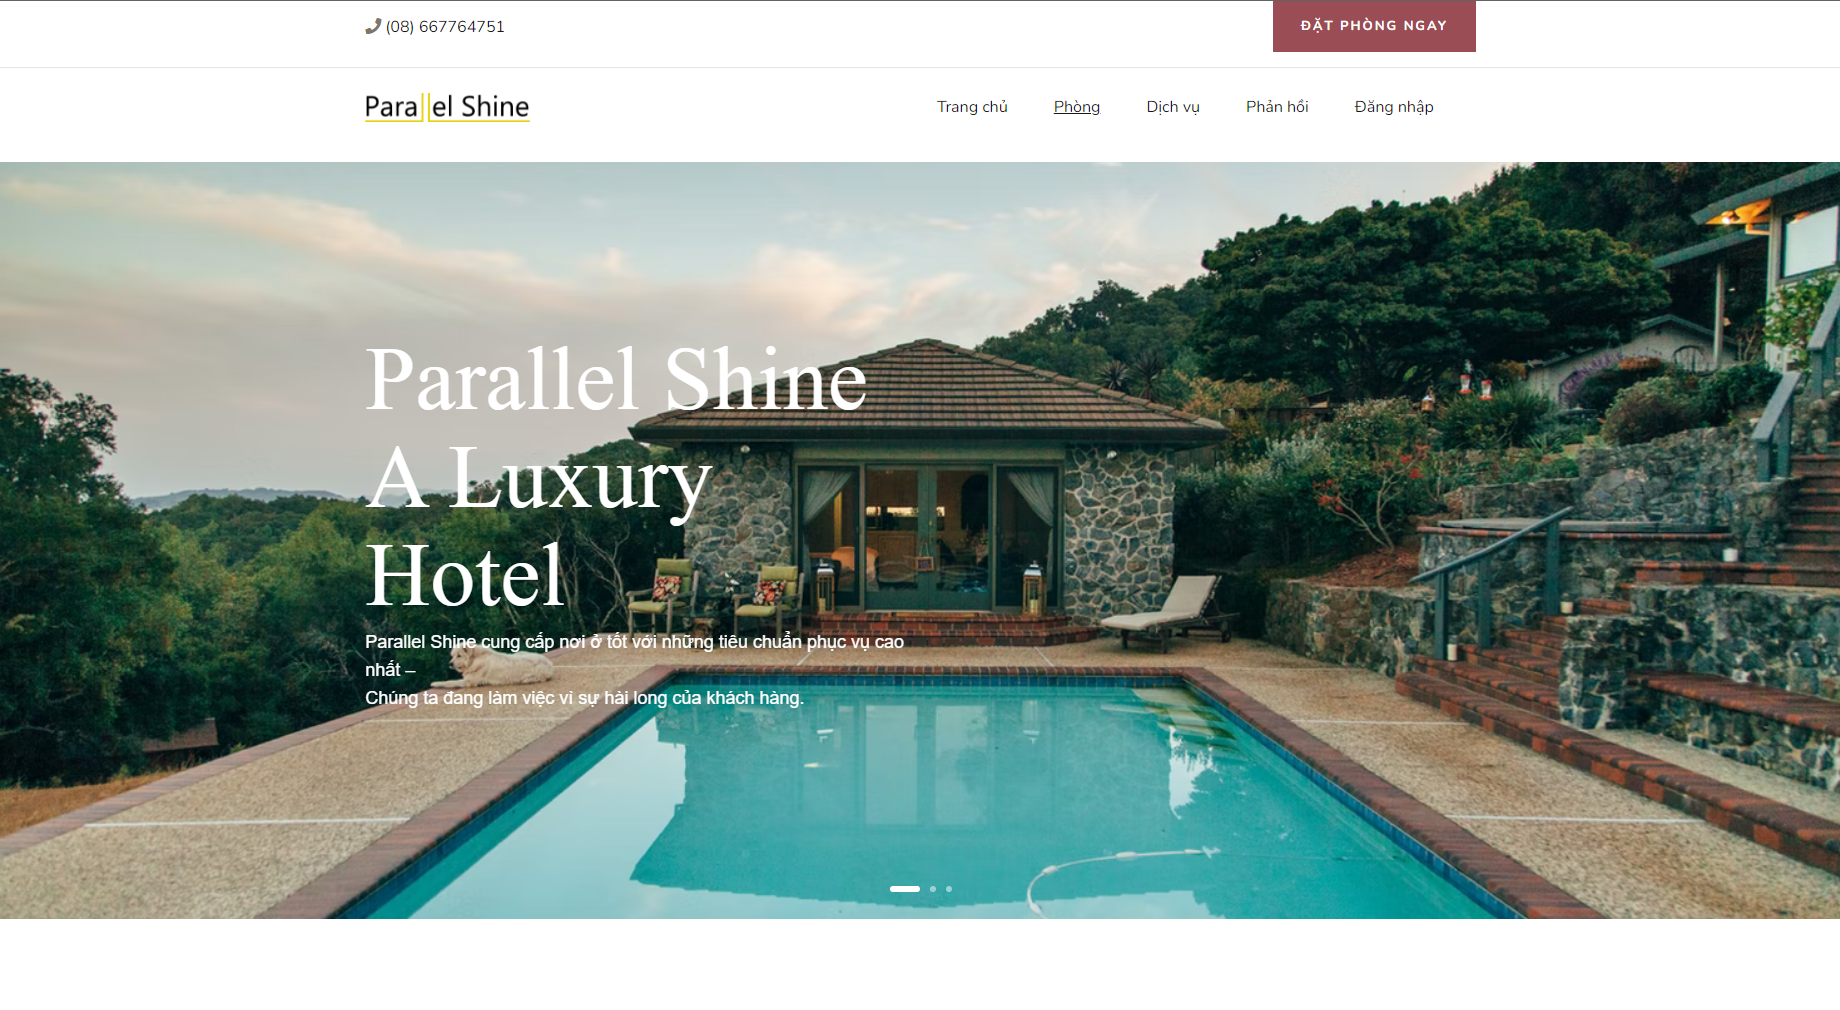 (08) 667764751
ĐẶT PHÒNG NGAY
Parallel Shine
Trang chủ
Phòng
Dịch vụ
Phản hồi
Đăng nhập
Parallel Shine
A Luxury
Hotel
Parallel Shine cung cấp nơi ở tốt với những tiêu chuẩn phục vụ cao
nhất –
Chúng ta đang làm việc vì sự hài long của khách hàng.